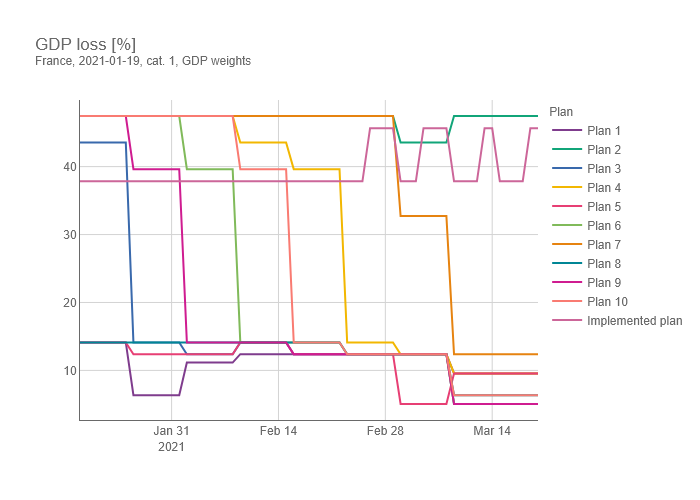 GDP loss [%]
France, 2021-01-19, cat. 1, GDP weights
Plan
Plan 1
Plan 2
Plan 3
Plan 4
Plan 5
Plan 6
Plan 7
Plan 8
Plan 9
Plan 10
Implemented plan
40
30
20
10
Jan 31
2021
Feb 14
Feb 28
Mar 14